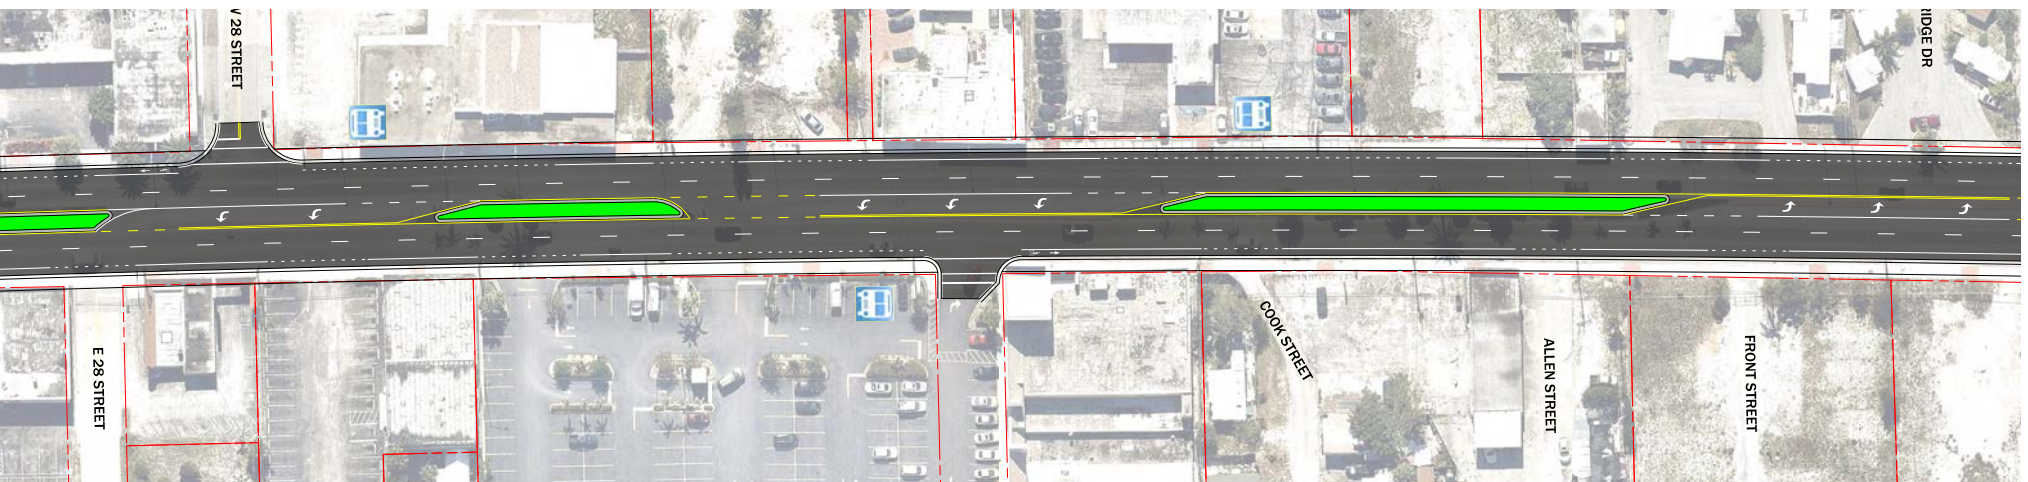 W 28 STREET
RIDGE DR
E 28 STREET
COOK STREET
ALLEN STREET
FRONT STREET